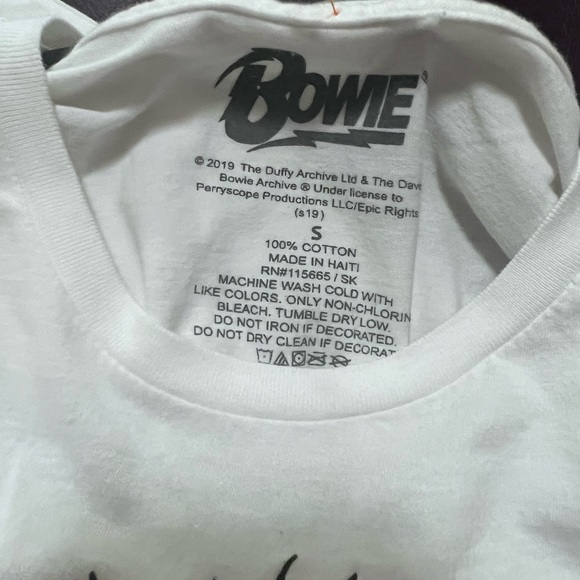 BOWIE
© 2019 The Duffy Archive Ltd & The Davi
Bowie Archive ® Under license to
Perryscope Productions LLC/Epic Rights
(s19)
S
100% COTTON
MADE IN HAITI
RN#115665 / SK
MACHINE WASH COLD WITH
LIKE COLORS. ONLY NON-CHLORIN
BLEACH. TUMBLE DRY LOW.
DO NOT IRON IF DECORATED.
DO NOT DRY CLEAN IF DECORAT